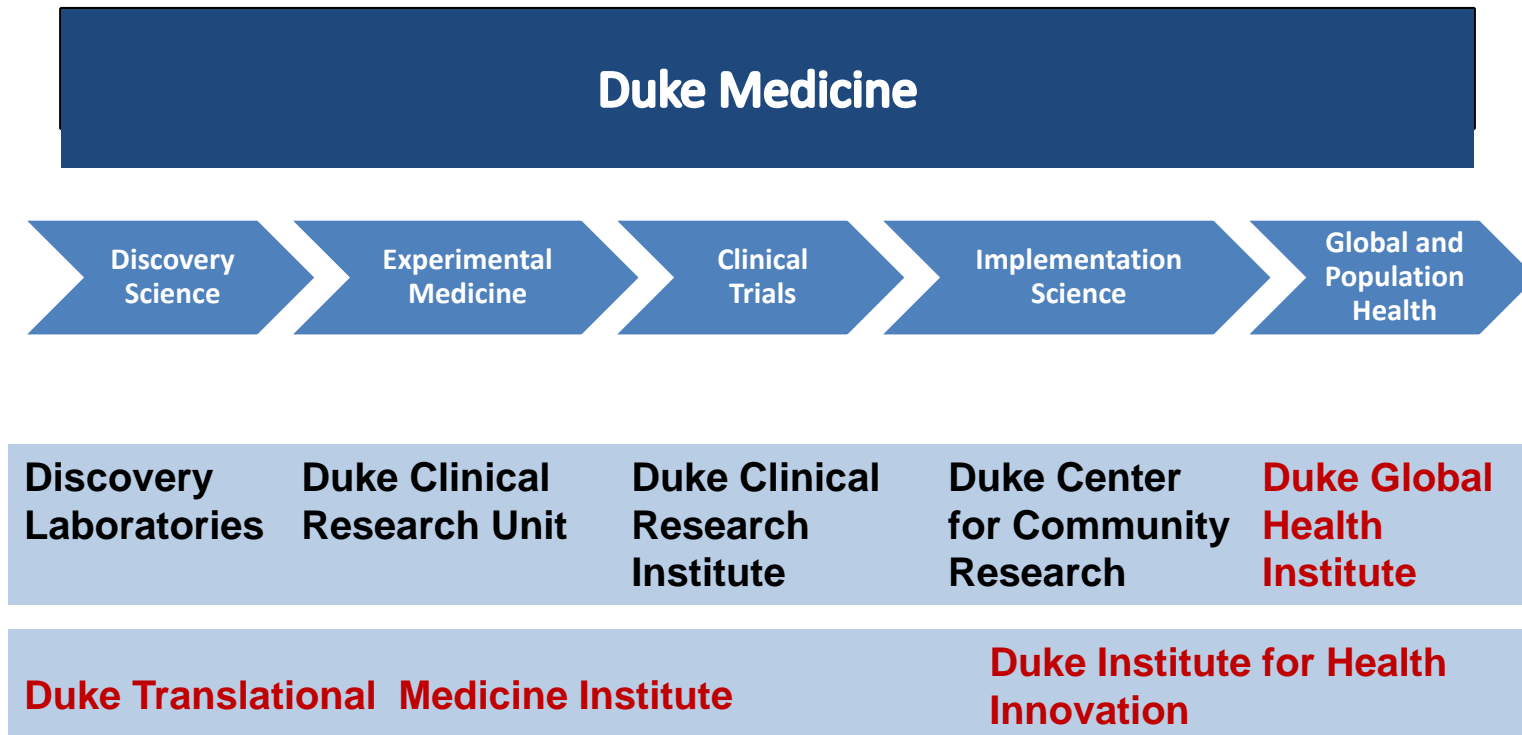 Duke Medicine
Discovery
Science
Experimental
Medicine
Clinical
Trials
Implementation
Science
Global and
Population
Health
Discovery
Laboratories
Duke Clinical
Research Unit
Duke Clinical
Research
Institute
Duke Center
for Community
Research
Duke Global
Health
Institute
Duke Translational  Medicine Institute
Duke Institute for Health
Innovation